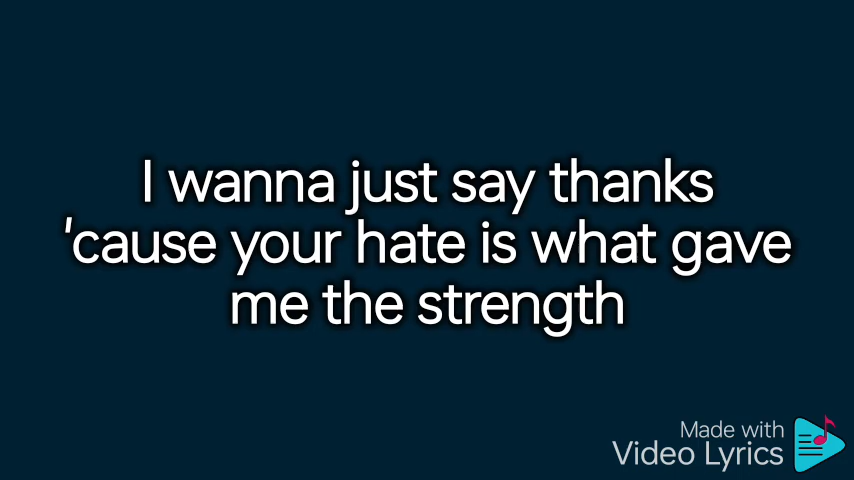 I wanna just say thanks
'cause your hate is what gave
me the strength
Made with
Video Lyrics